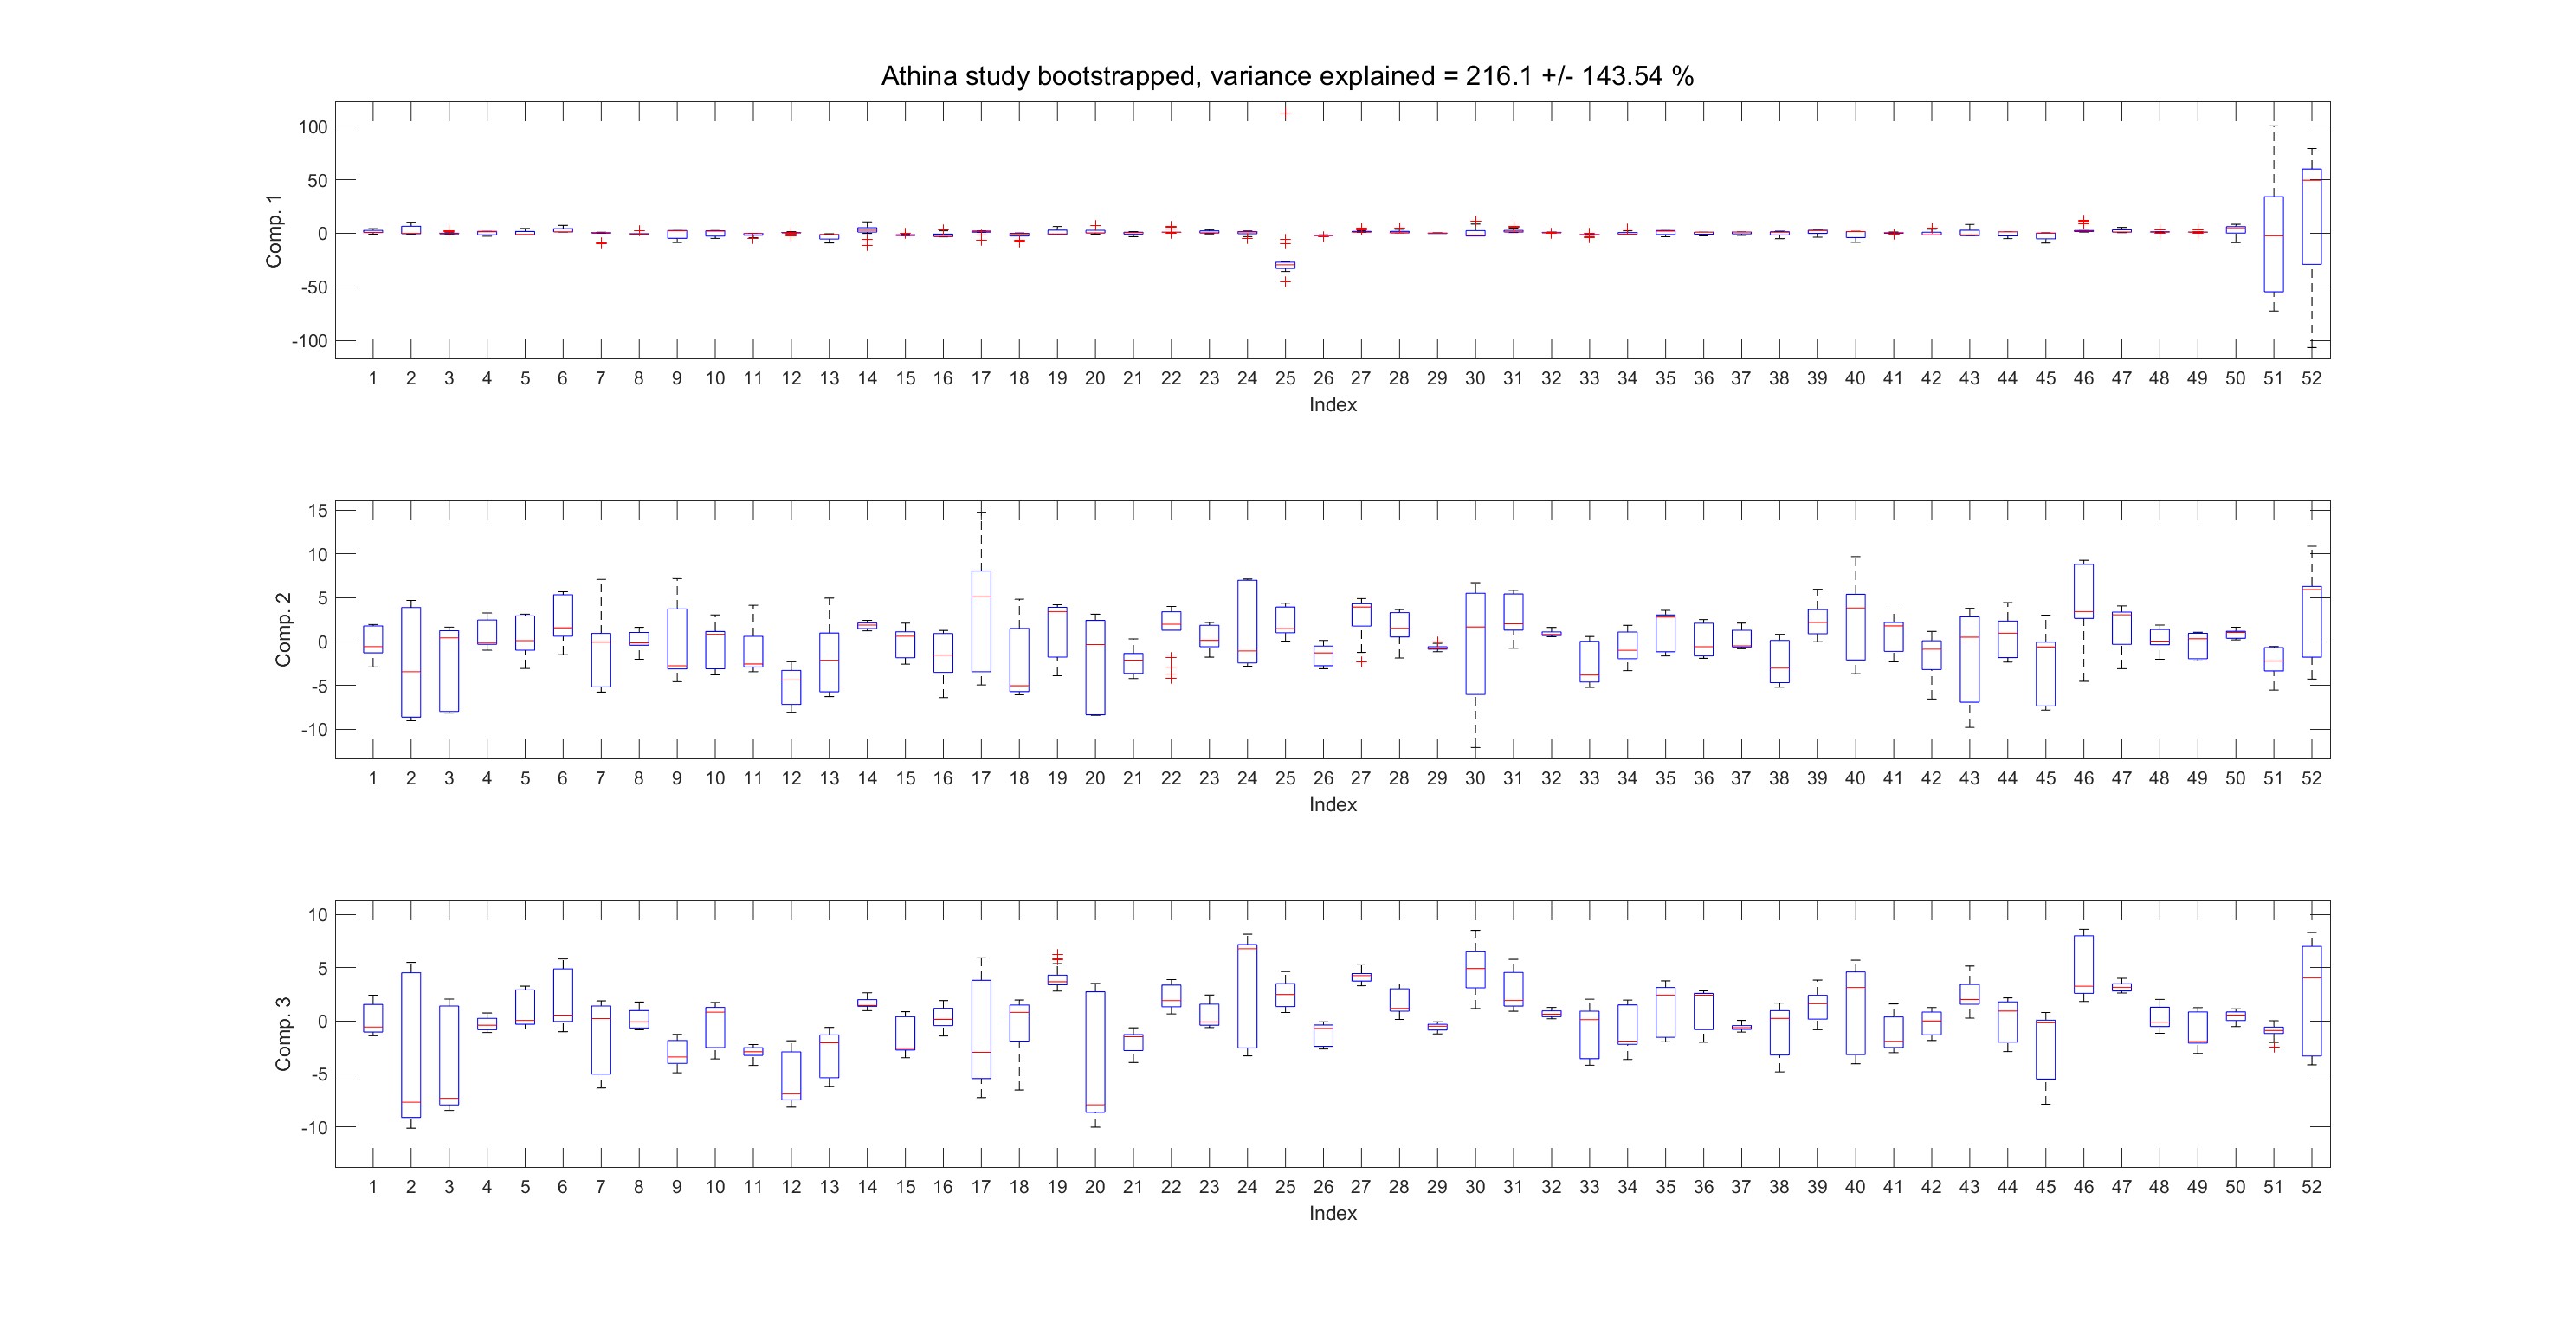 Athina study bootstrapped, variance explained = 216.1 +/- 143.54 %
100
50
0
-50
-100
Comp. 1
1 2 3 4 5 6 7 8 9 10 11 12 13 14 15 16 17 18 19 20 21 22 23 24 25 26 27 28 29 30 31 32 33 34 35 36 37 38 39 40 41 42 43 44 45 46 47 48 49 50 51 52
Index
15
10
5
0
-5
-10
Comp. 2
1 2 3 4 5 6 7 8 9 10 11 12 13 14 15 16 17 18 19 20 21 22 23 24 25 26 27 28 29 30 31 32 33 34 35 36 37 38 39 40 41 42 43 44 45 46 47 48 49 50 51 52
Index
10
5
0
-5
-10
Comp. 3
1 2 3 4 5 6 7 8 9 10 11 12 13 14 15 16 17 18 19 20 21 22 23 24 25 26 27 28 29 30 31 32 33 34 35 36 37 38 39 40 41 42 43 44 45 46 47 48 49 50 51 52
Index